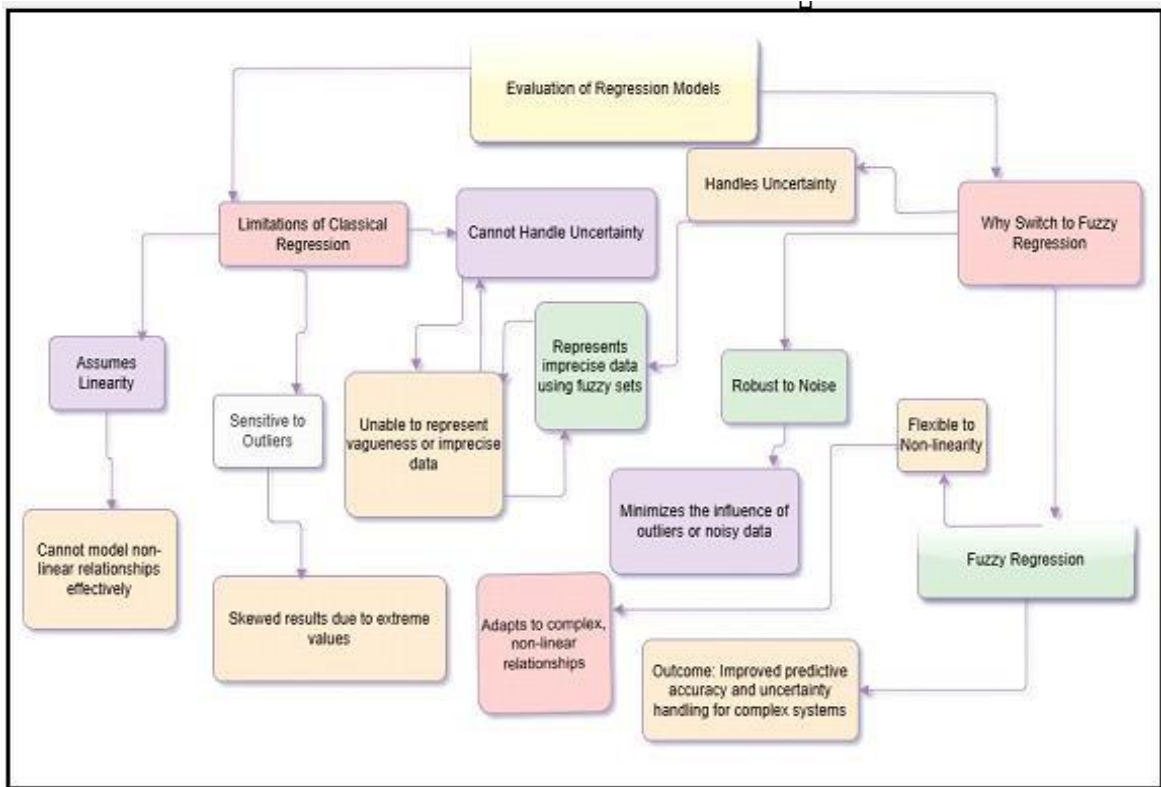 Evaluation of Regression Models
Handles Uncertainty
Limitations of Classical
Regression
Cannot Handle Uncertainty
Why Switch to Fuzzy
Regression
Assumes
Linearity
Sensitive to
Outliers
Unable to represent
vagueness or imprecise
data
Represents
imprecise data
using fuzzy sets
Robust to Noise
Flexible to
Non-linearity
Cannot model non-
linear relationships
effectively
Skewed results due to extreme
values
Minimizes the influence of
outliers or noisy data
Fuzzy Regression
Adapts to complex,
non-linear
relationships
Outcome: Improved predictive
accuracy and uncertainty
handling for complex systems